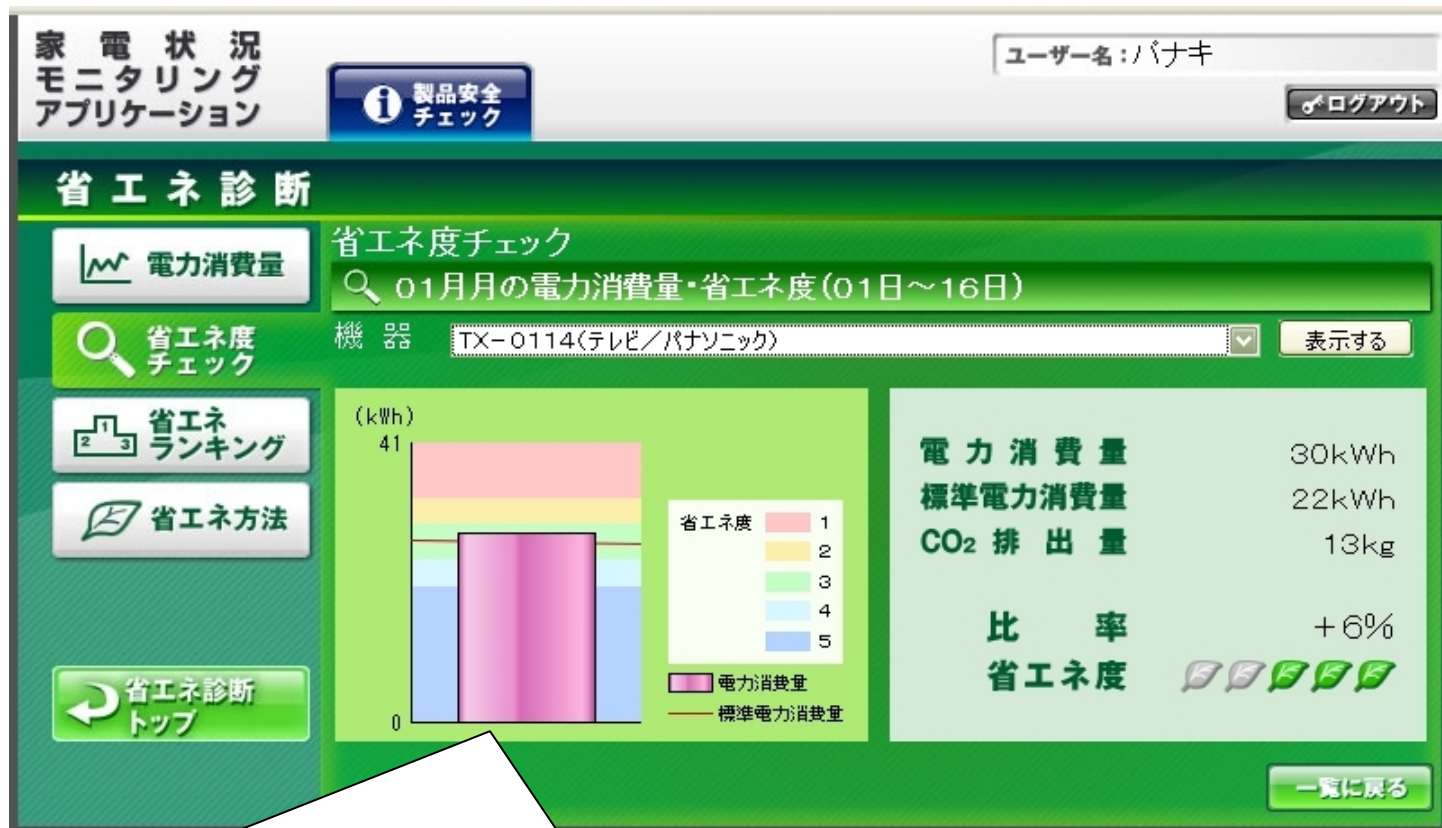 家電状況
モニタリング
アプリケーション
製品安全
チェック
ユーザー名：パナキ
ログアウト
省エネ診断
電力消費量
省エネ度
チェック
省エネ
ランキング
1
2
3
省エネ方法
省エネ診断
トップ
省エネ度チェック
01月月の電力消費量・省エネ度（01日～16日）
機器
TX-0114(テレビ／パナソニック)
表示する
(kWh)
41
0
省エネ度
1
2
3
4
5
電力消費量
標準電力消費量
電力消費量 30kWh
標準電力消費量 22kWh
CO₂排出量 13kg
比率 +6%
省エネ度
一覧に戻る